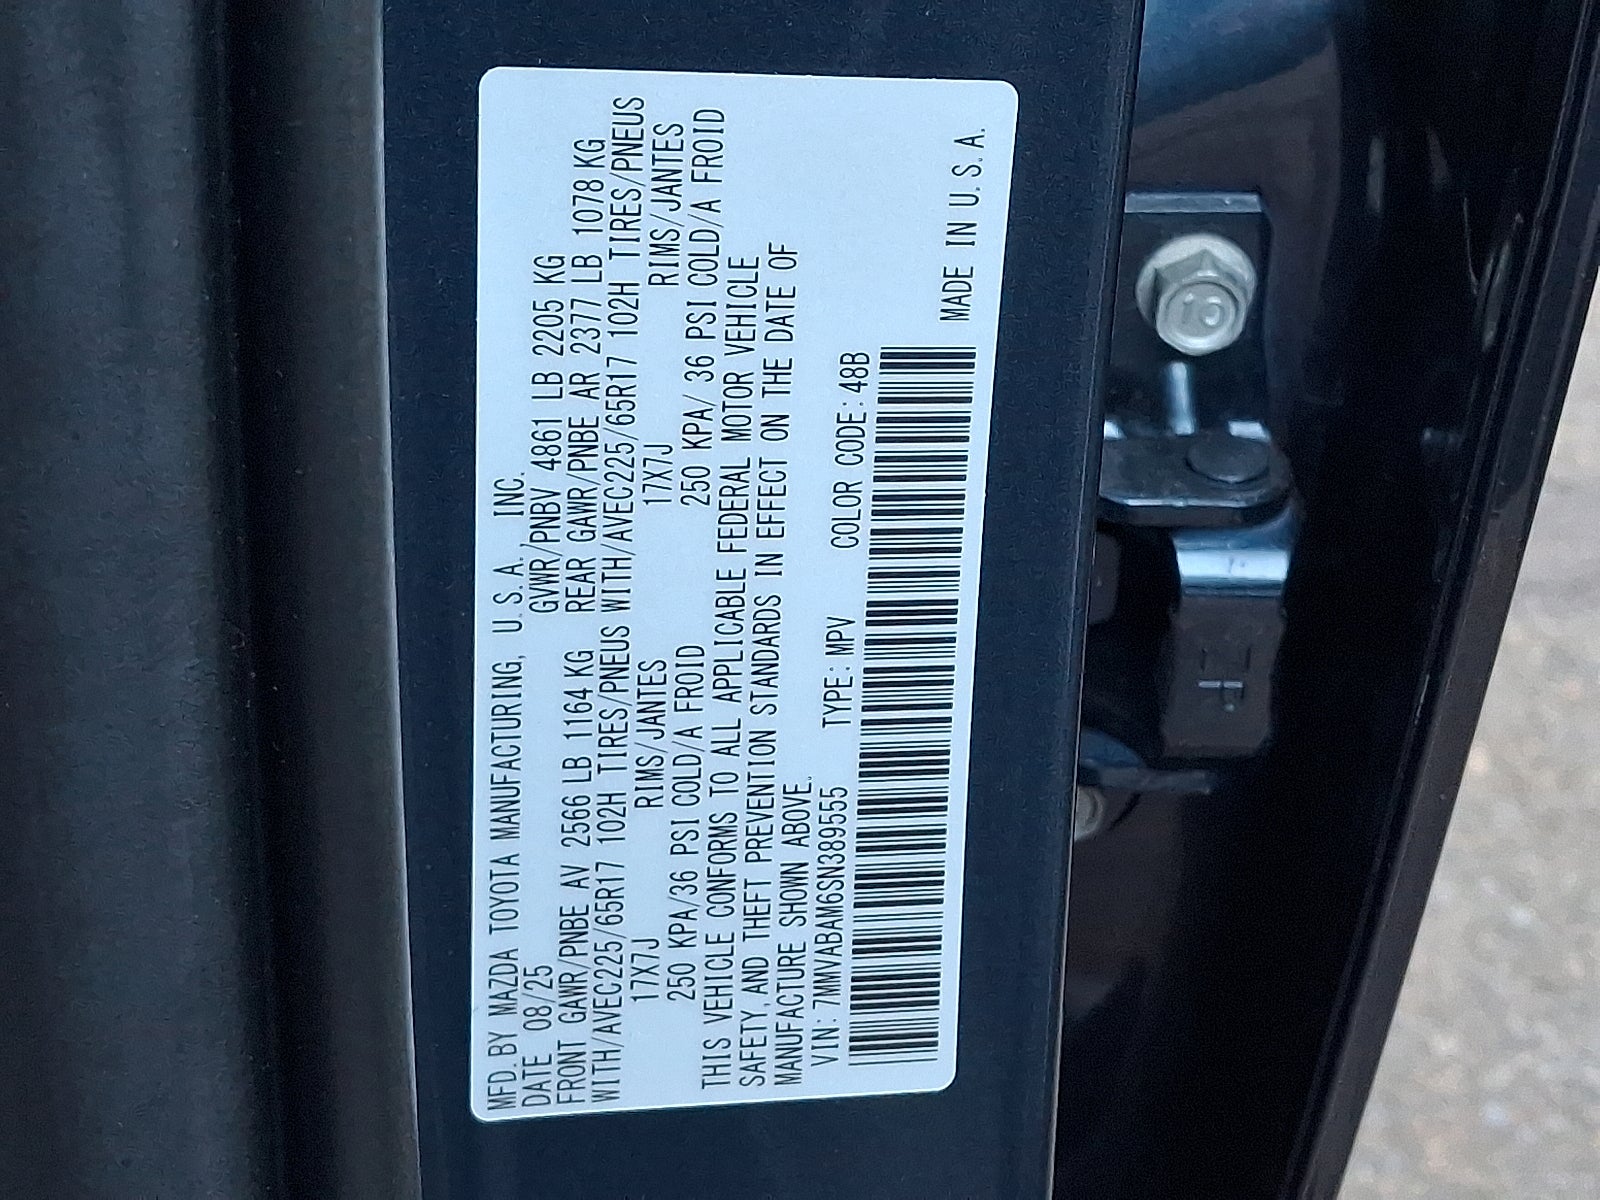 MFD. BY MAZDA TOYOTA MANUFACTURING, U.S.A., INC.
DATE 08/25 GVWR/PNBV 4861 LB 2205 KG
FRONT GAWR/PNBE AV 2566 LB 1164 KG REAR GAWR/PNBE AR 2377 LB 1078 KG
WITH/AVEC225/65R17 102H TIRES/PNEUS WITH/AVEC225/65R17 102H TIRES/PNEUS
17X7J RIMS/JANTES 17X7J RIMS/JANTES
250 KPA/36 PSI COLD/A FROID 250 KPA/ 36 PSI COLD/A FROID
THIS VEHICLE CONFORMS TO ALL APPLICABLE FEDERAL MOTOR VEHICLE
SAFETY, AND THEFT PREVENTION STANDARDS IN EFFECT ON THE DATE OF
MANUFACTURE SHOWN ABOVE.
VIN: 7MMVABAM6SN389555 TYPE: MPV COLOR CODE: 48B
MADE IN U.S.A.
10